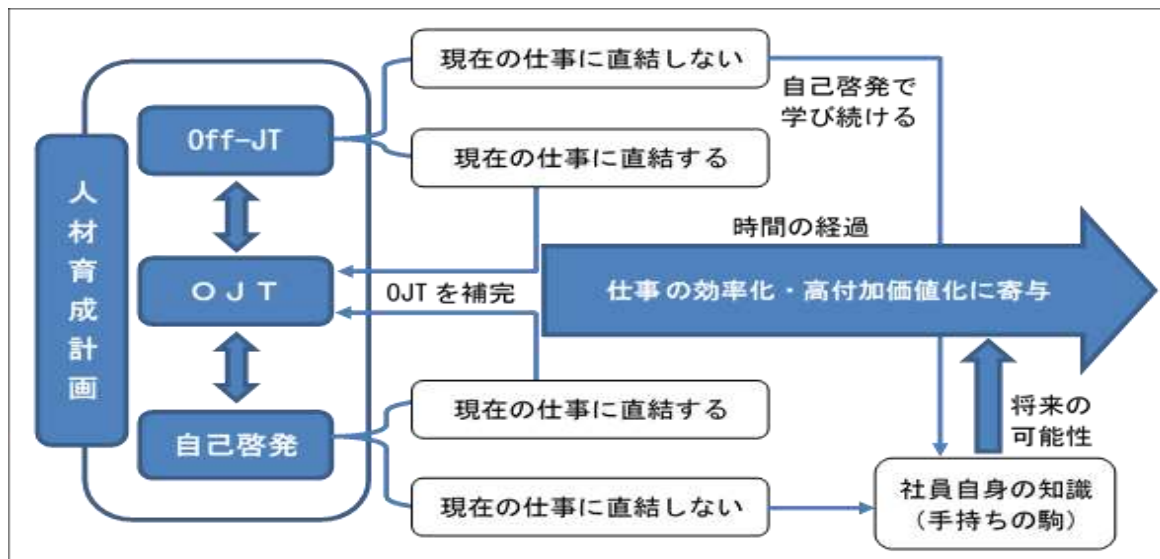 現在の仕事に直結しない
自己啓発で
学び続ける
Off-JT
現在の仕事に直結する
人材育成計画
時間の経過
OJT
OJTを補完
仕事の効率化・高付加価値化に寄与
現在の仕事に直結する
将来の
可能性
自己啓発
現在の仕事に直結しない
社員自身の知識
(手持ちの駒)